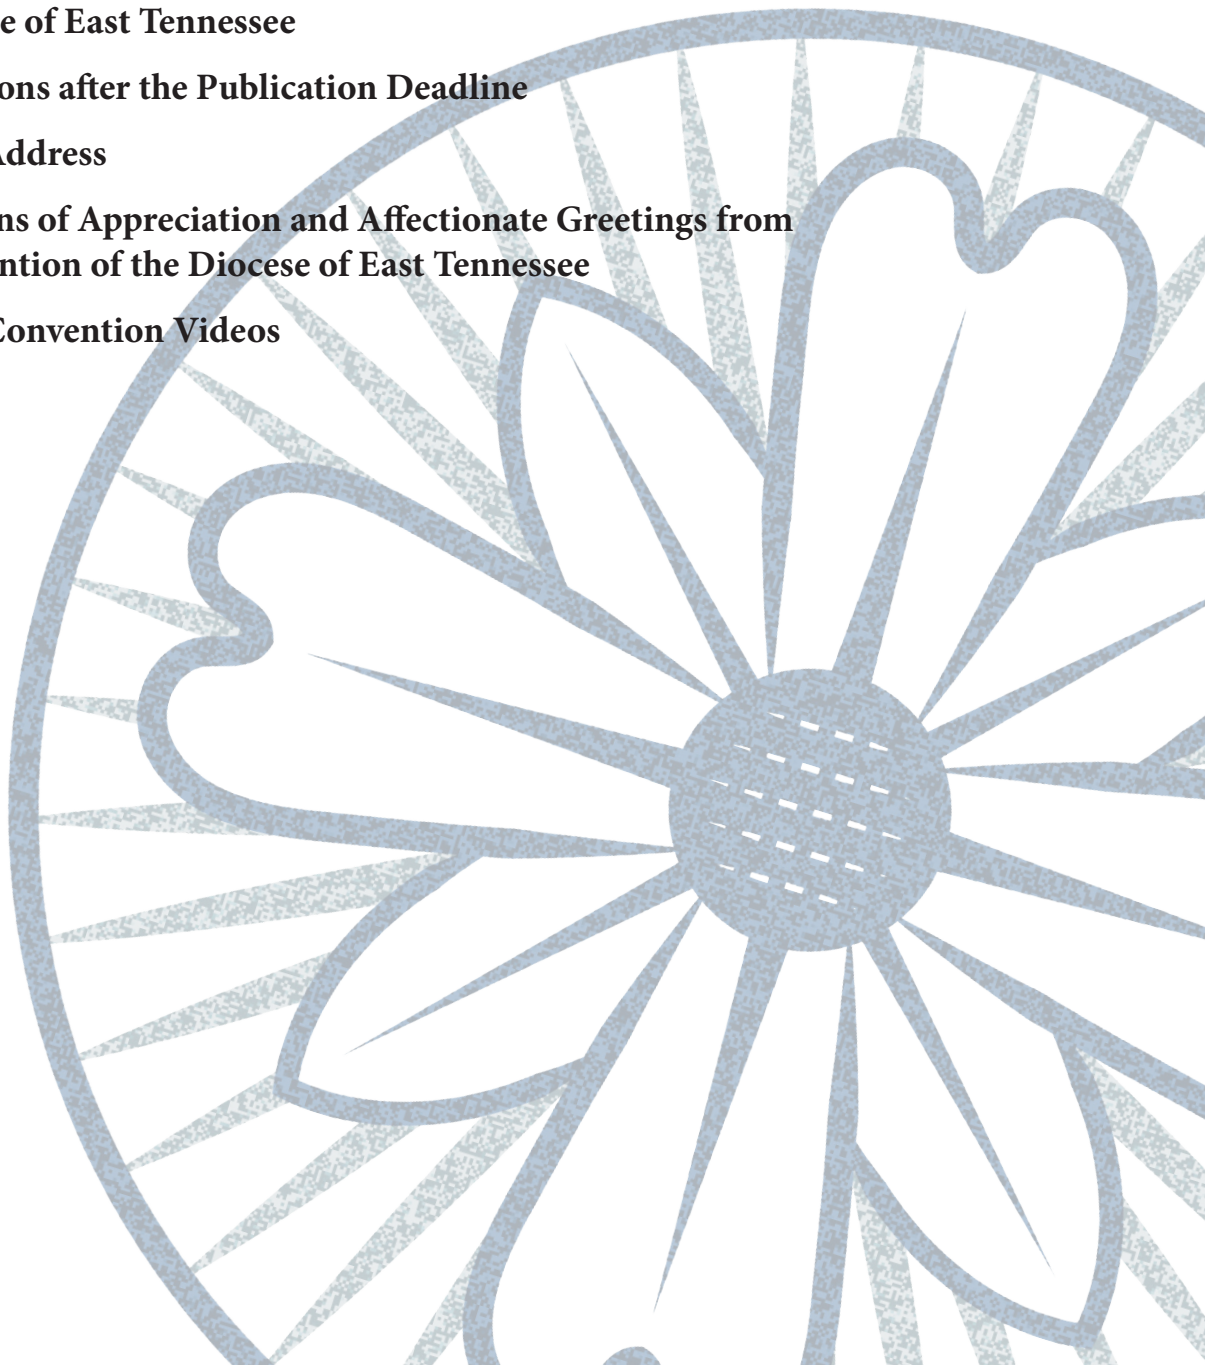 e of East Tennessee
ons after the Publication Deadline
Address
ns of Appreciation and Affectionate Greetings from
ntion of the Diocese of East Tennessee
Convention Videos